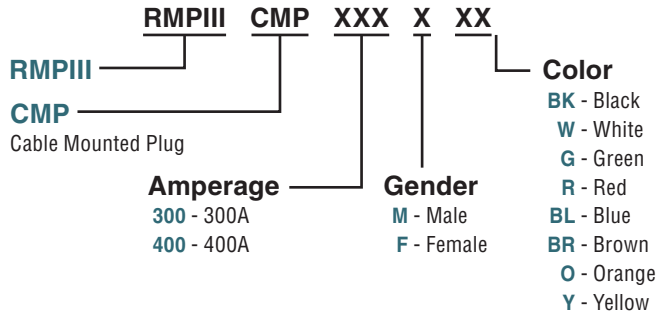 RMPIII CMP XXX X XX
RMPIII
CMP
Cable Mounted Plug
Amperage
300 - 300A
400 - 400A
Gender
M - Male
F - Female
Color
BK - Black
W - White
G - Green
R - Red
BL - Blue
BR - Brown
O - Orange
Y - Yellow